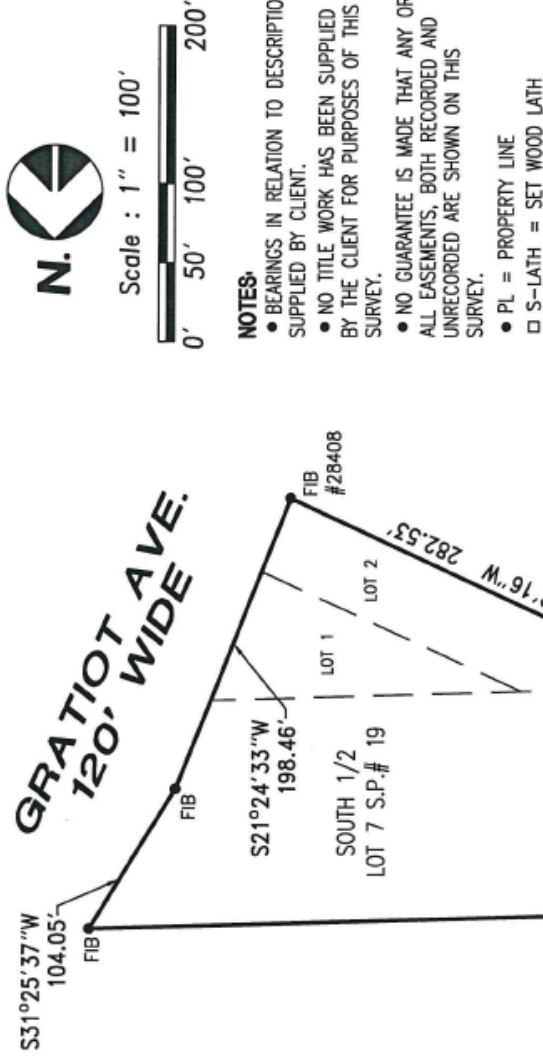 N.
Scale : 1" = 100'
0' 50' 100' 200'
NOTES:
• BEARINGS IN RELATION TO DESCRIPTIO
SUPPLIED BY CLIENT.
• NO TITLE WORK HAS BEEN SUPPLIED
BY THE CLIENT FOR PURPOSES OF THIS
SURVEY.
• NO GUARANTEE IS MADE THAT ANY OR
ALL EASEMENTS, BOTH RECORDED AND
UNRECORDED ARE SHOWN ON THIS
SURVEY.
• PL = PROPERTY LINE
□ S-LATH = SET WOOD LATH
GRATIOT AVE.
120' WIDE
S31°25'37"W
104.05'
FIB
FIB
S21°24'33"W
198.46'
FIB
#28408
LOT 1
LOT 2
SOUTH 1/2
LOT 7 S.P.# 19
'16"W 282.53'